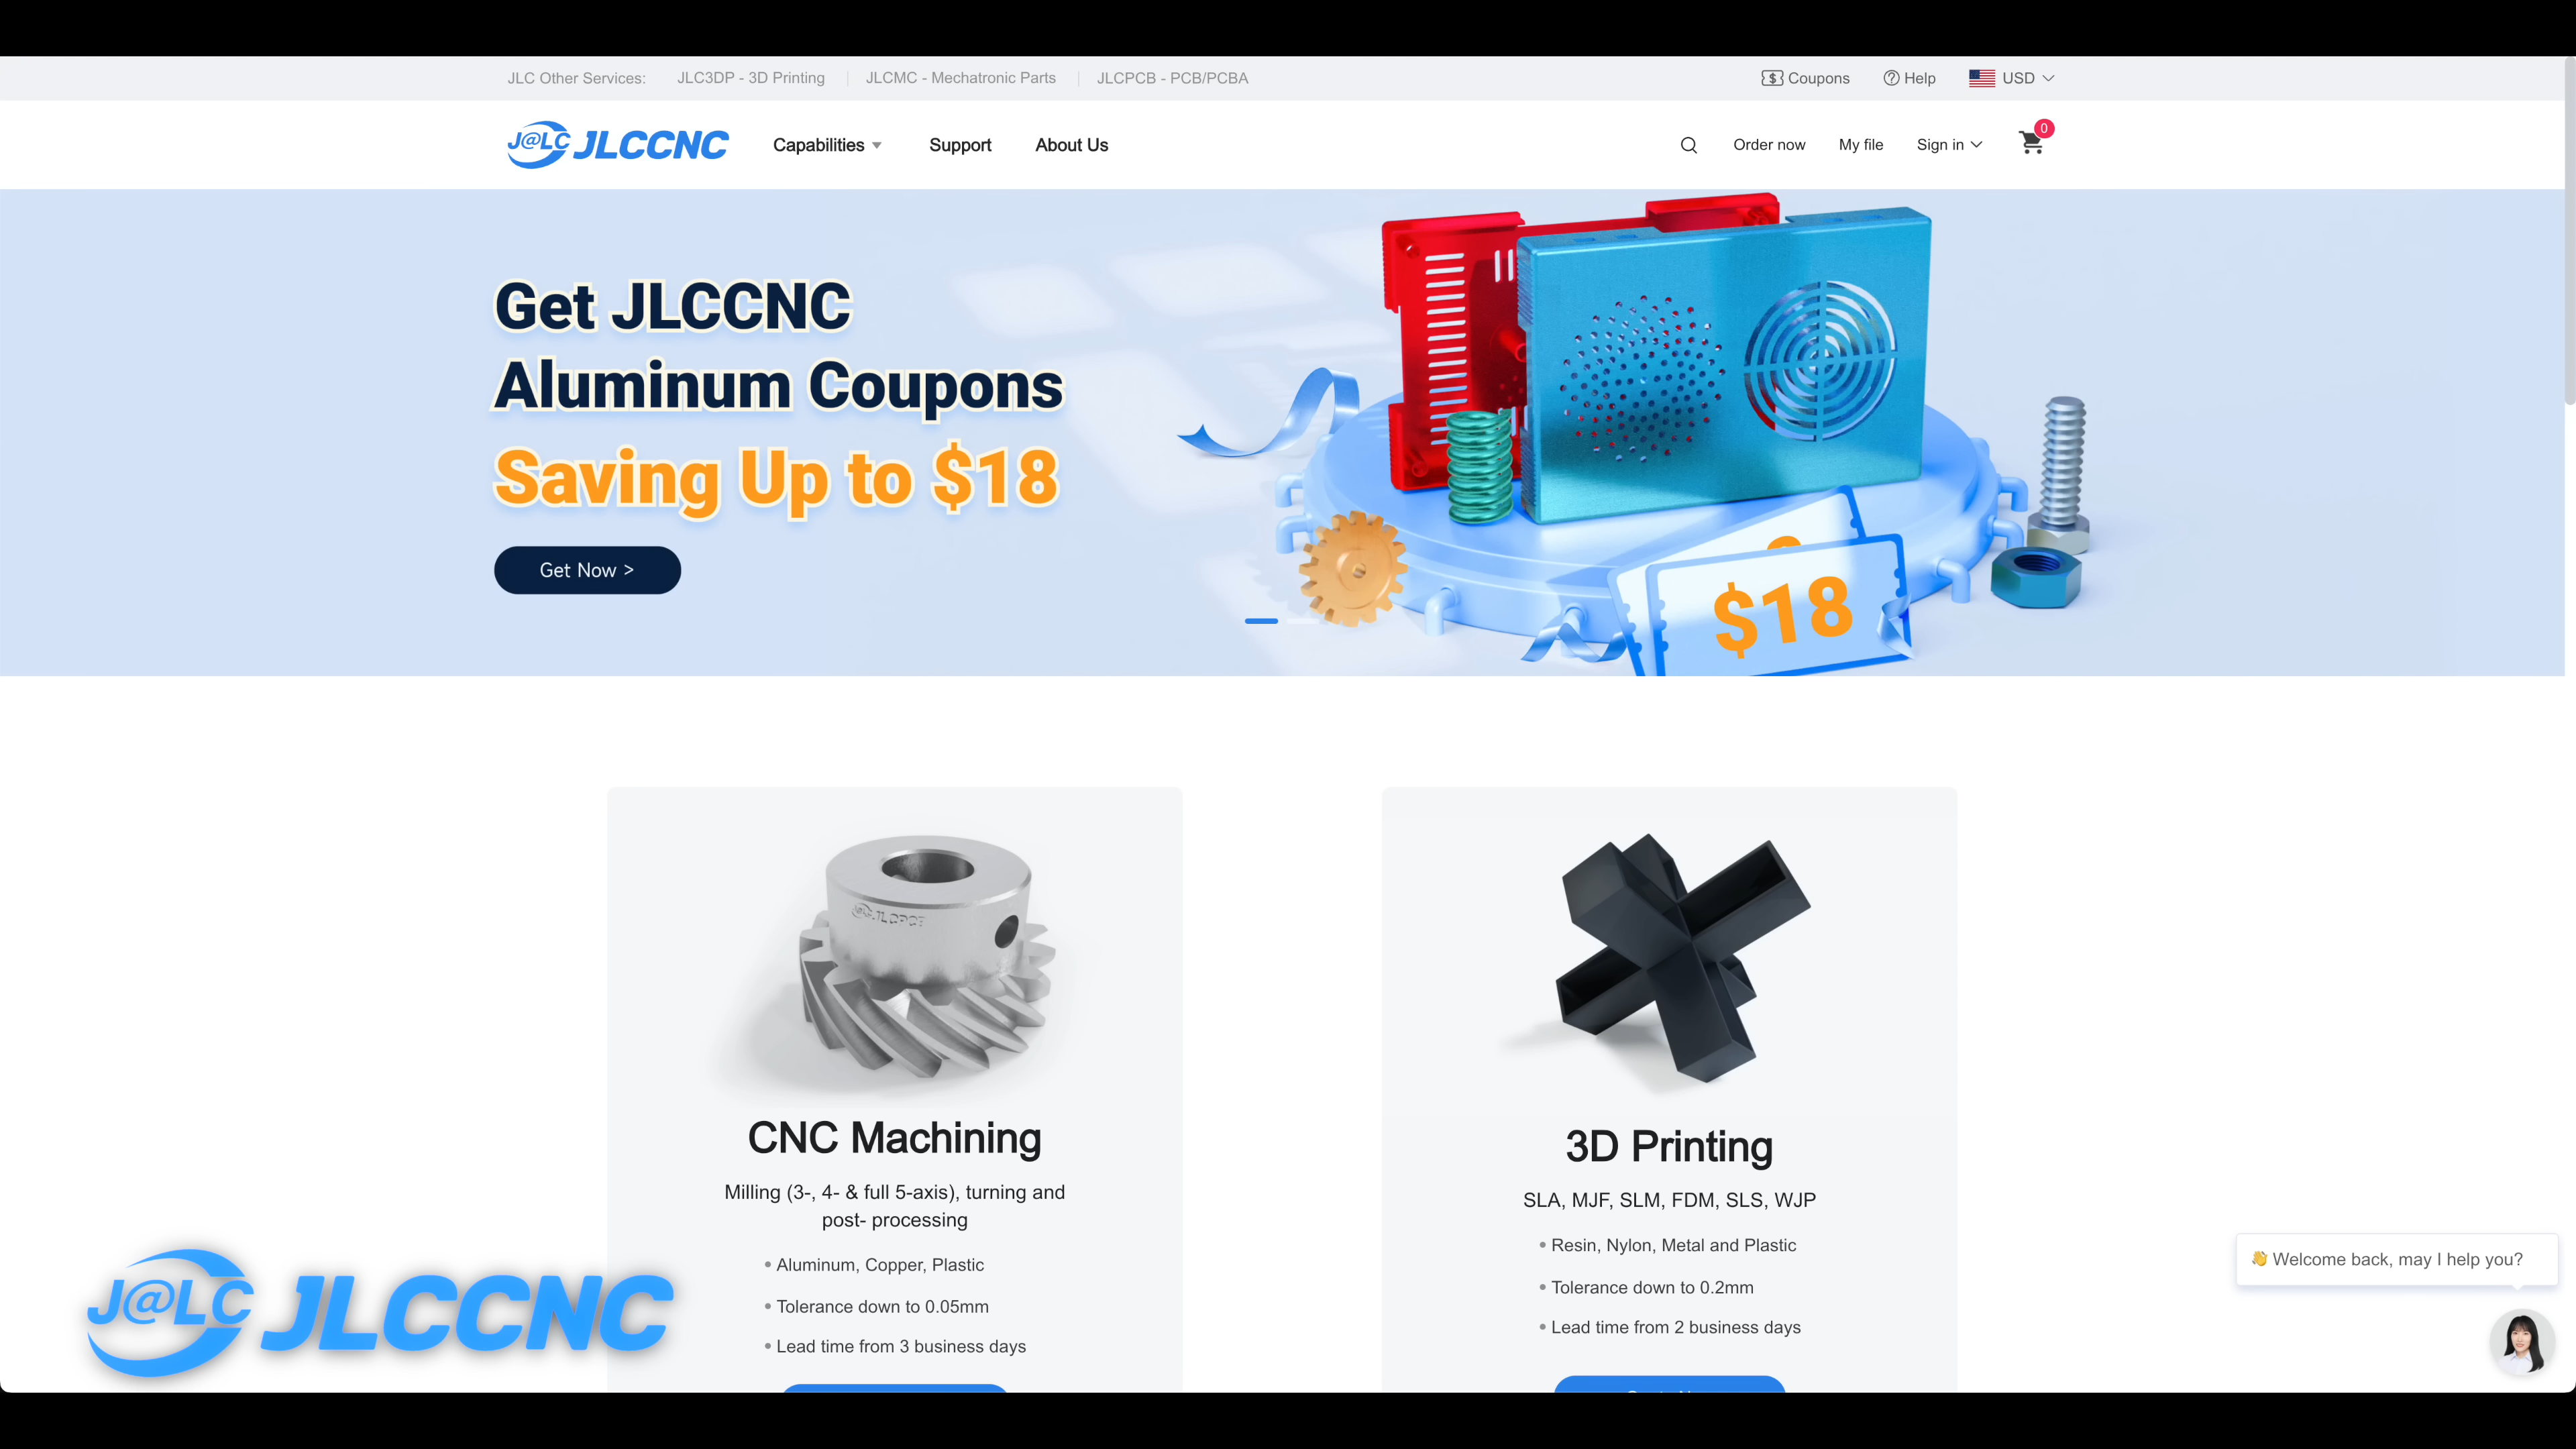 JLC Other Services: JLC3DP - 3D Printing JLCMC - Mechatronic Parts JLCPCB - PCB/PCBA Coupons Help USD
J@LC JLCCNC Capabilities Support About Us Order now My file Sign in 0
Get JLCCNC
Aluminum Coupons
Saving Up to $18
Get Now >
$18
J@LC JLCPCB
CNC Machining
Milling (3-, 4- & full 5-axis), turning and
post- processing
• Aluminum, Copper, Plastic
• Tolerance down to 0.05mm
• Lead time from 3 business days
3D Printing
SLA, MJF, SLM, FDM, SLS, WJP
• Resin, Nylon, Metal and Plastic
• Tolerance down to 0.2mm
• Lead time from 2 business days
J@LC JLCCNC
👋 Welcome back, may I help you?